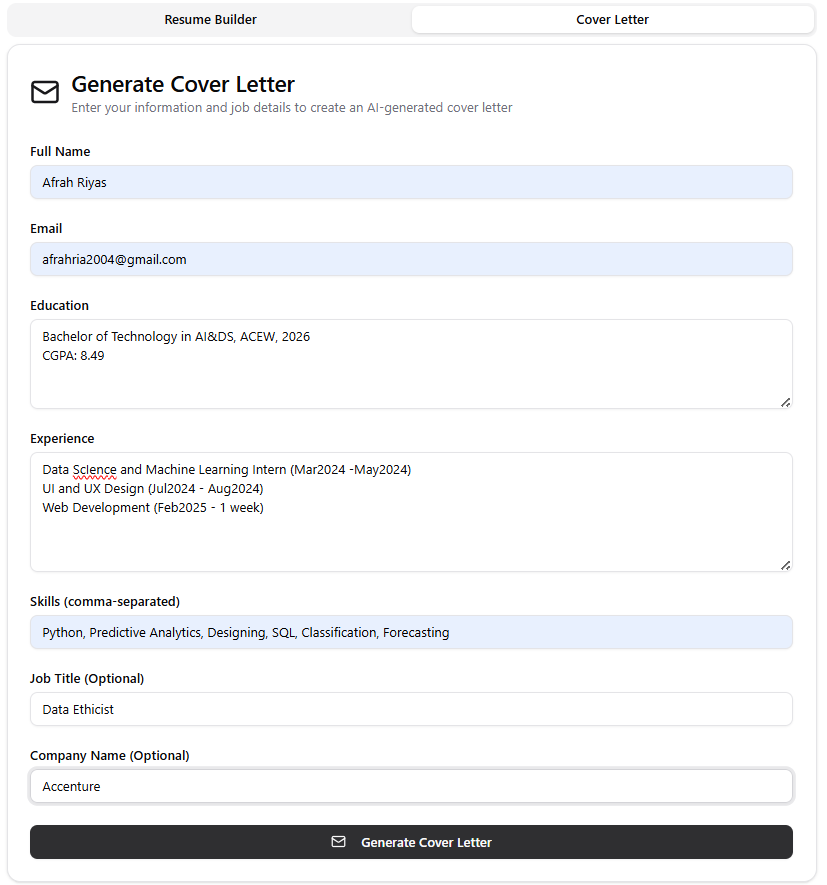 Resume Builder
Cover Letter
Generate Cover Letter
Enter your information and job details to create an AI-generated cover letter
Full Name
Afrah Riyas
Email
afrahria2004@gmail.com
Education
Bachelor of Technology in AI&DS, ACEW, 2026
CGPA: 8.49
Experience
Data ScIence and Machine Learning Intern (Mar2024 -May2024)
UI and UX Design (Jul2024 - Aug2024)
Web Development (Feb2025 - 1 week)
Skills (comma-separated)
Python, Predictive Analytics, Designing, SQL, Classification, Forecasting
Job Title (Optional)
Data Ethicist
Company Name (Optional)
Accenture
Generate Cover Letter